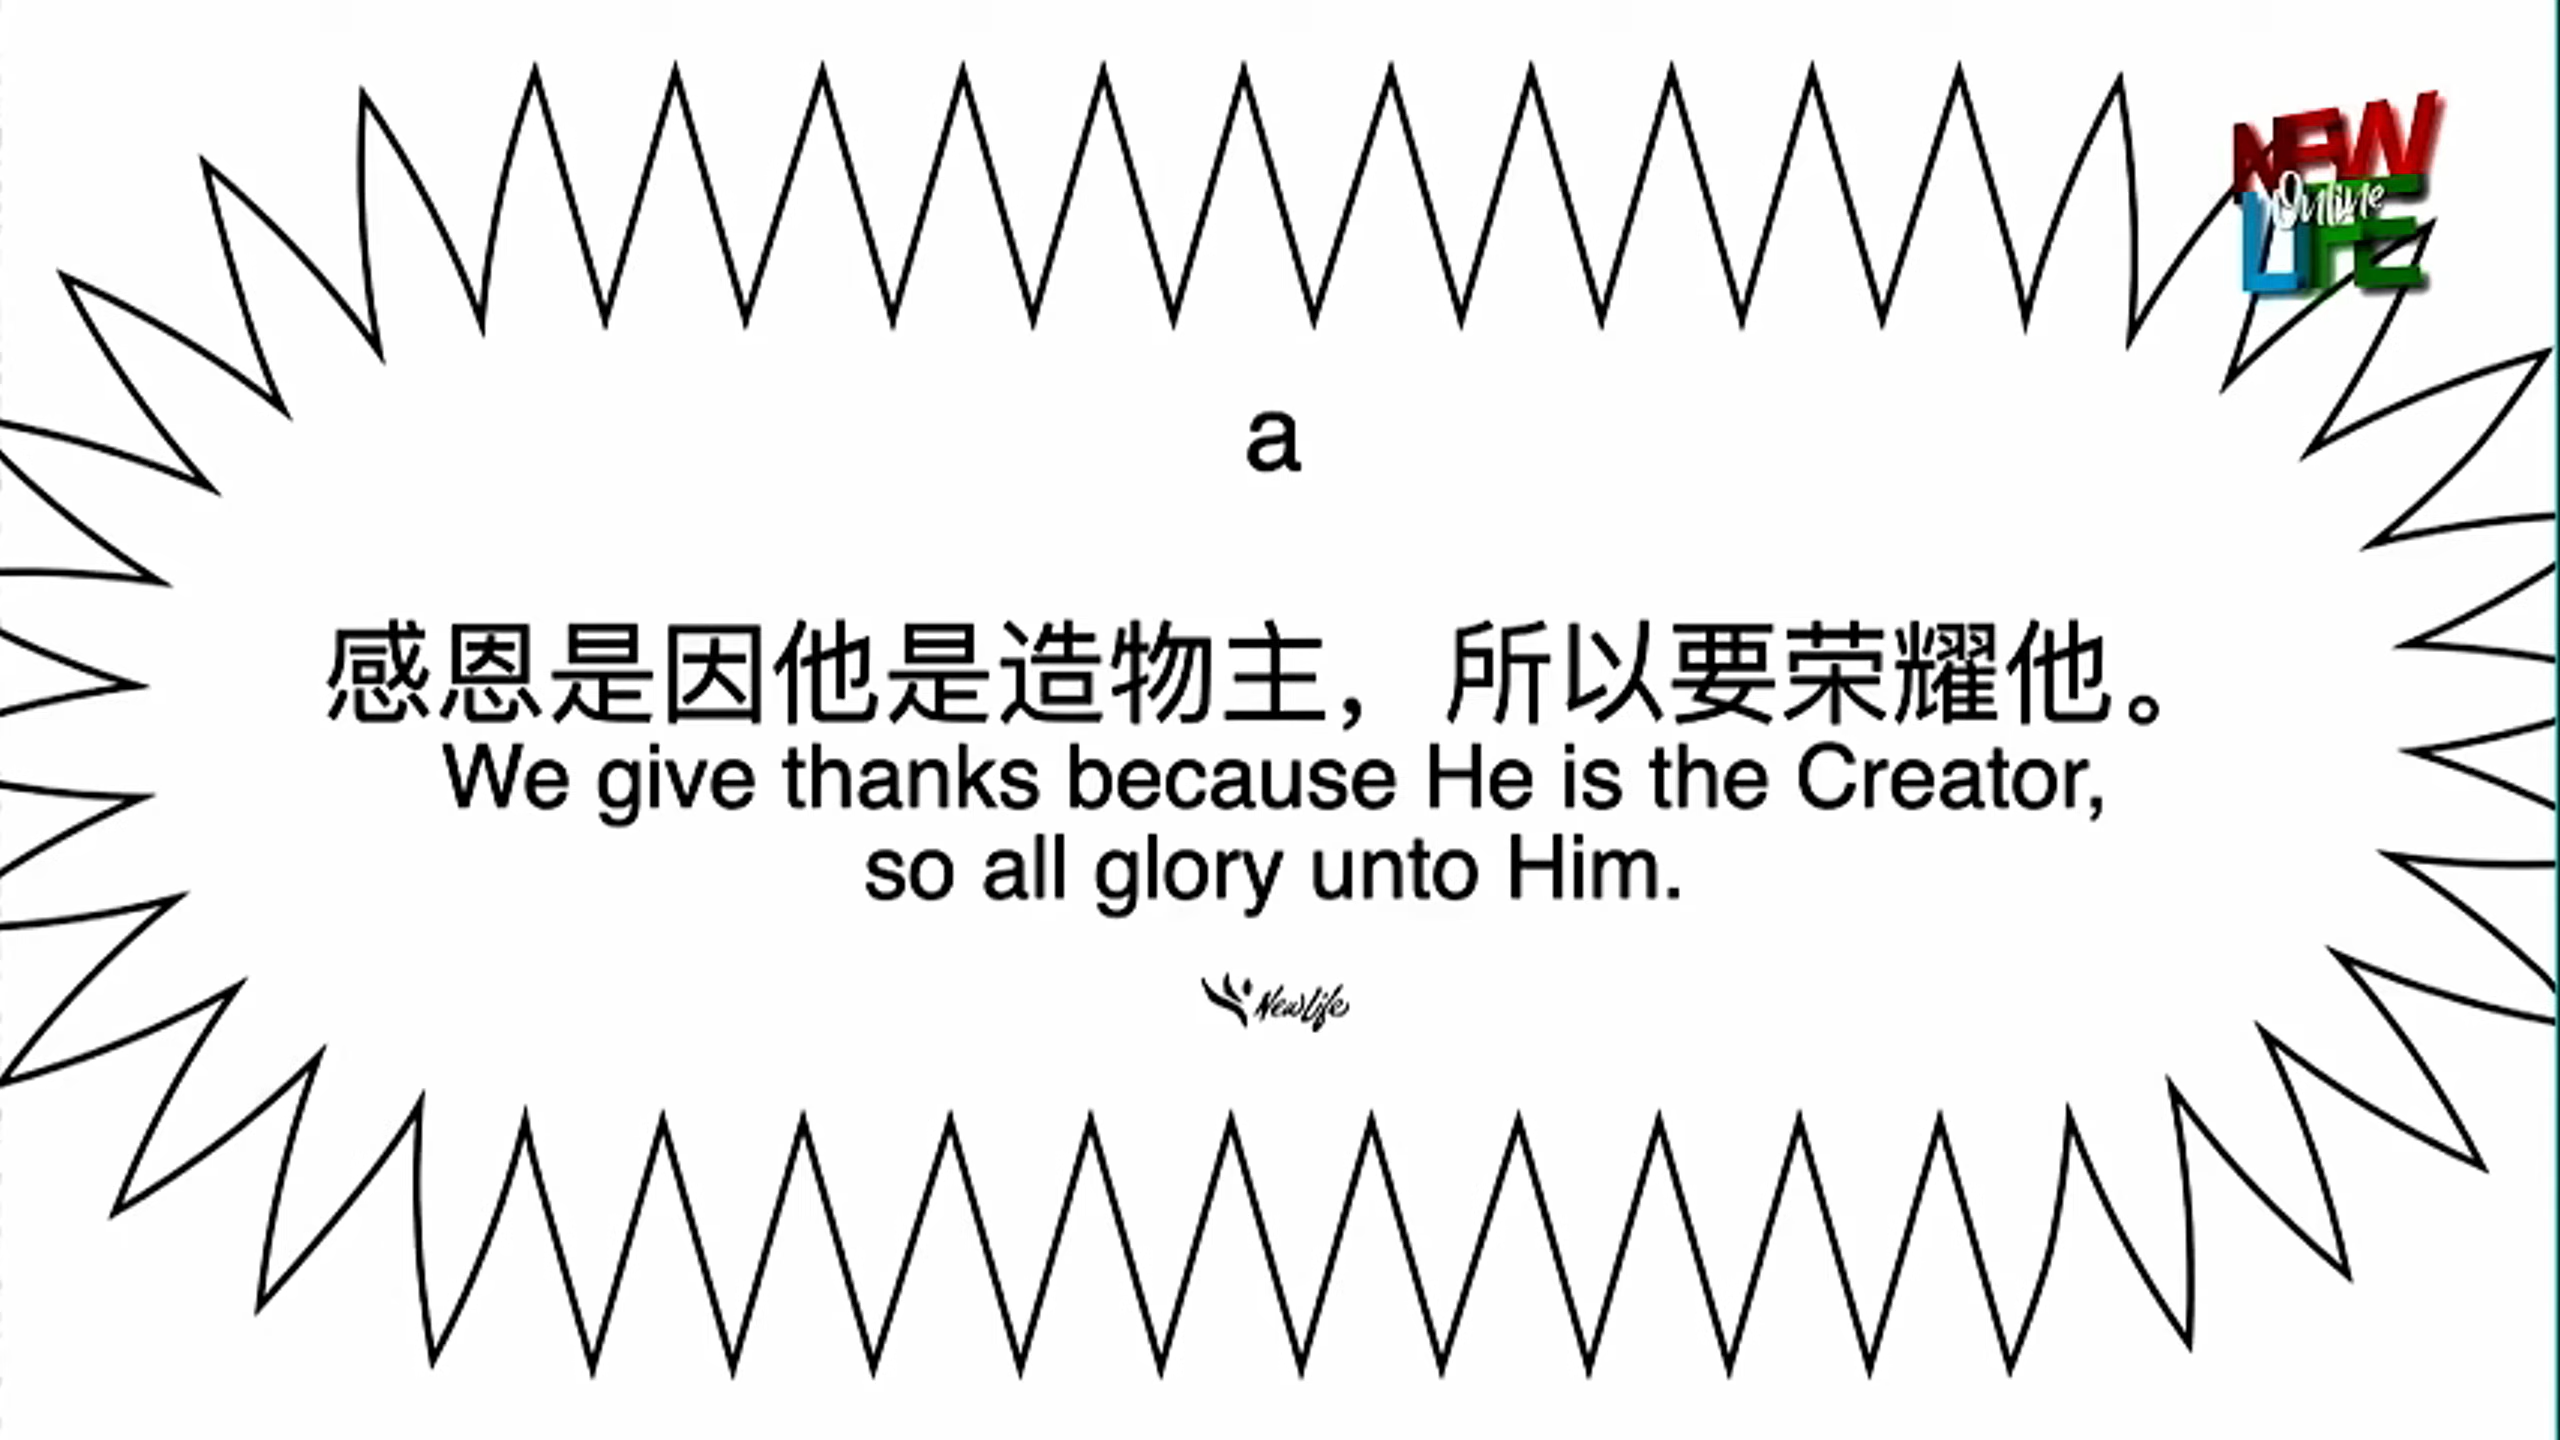 NEW
Online
LIFE
a
感恩是因他是造物主，所以要荣耀他。
We give thanks because He is the Creator,
so all glory unto Him.
NewLife